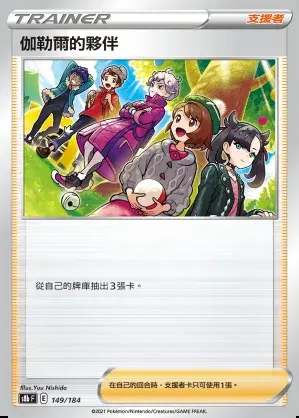 TRAINER 支援者
伽勒爾的夥伴
從自己的牌庫抽出3張卡。
Illus.Yuu Nishida
s8b F E 149/184
在自己的回合時,支援者卡只可使用1張。
©2021 Pokémon/Nintendo/Creatures/GAME FREAK.